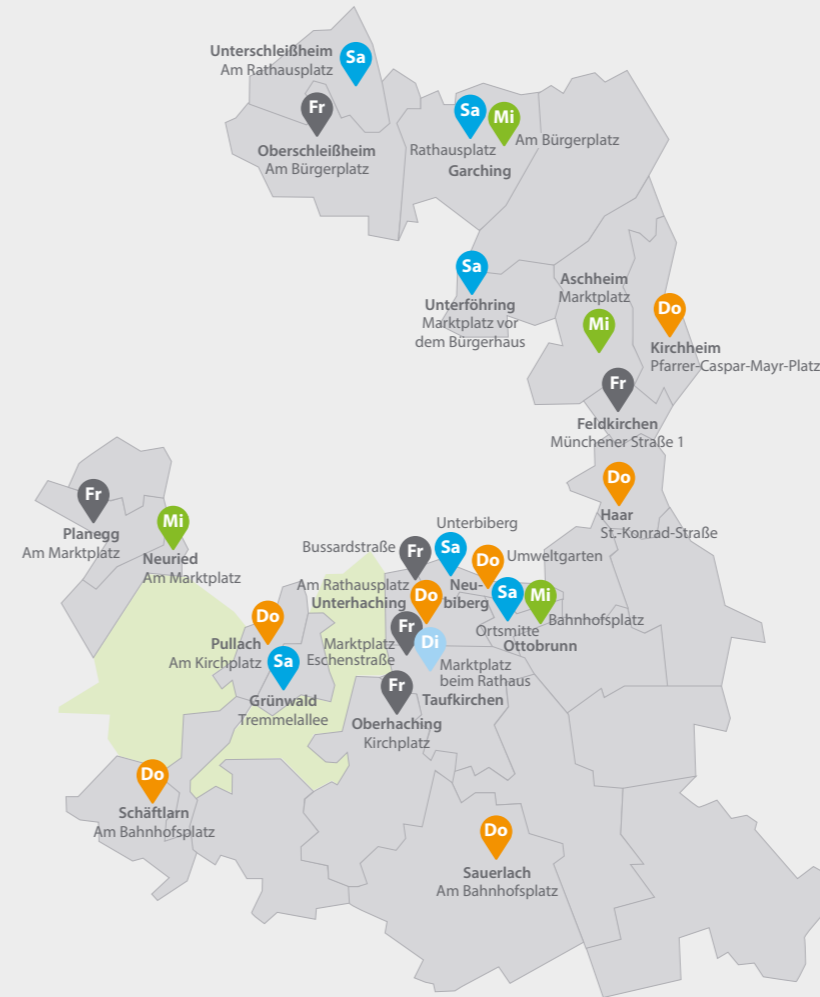 Unterschleißheim
Am Rathausplatz
Sa
Fr
Oberschleißheim
Am Bürgerplatz
Sa
Mi
Rathausplatz
Am Bürgerplatz
Garching
Sa
Unterföhring
Marktplatz vor
dem Bürgerhaus
Aschheim
Marktplatz
Mi
Do
Kirchheim
Pfarrer-Caspar-Mayr-Platz
Fr
Feldkirchen
Münchener Straße 1
Do
Haar
St.-Konrad-Straße
Fr
Planegg
Am Marktplatz
Mi
Neuried
Am Marktplatz
Unterbiberg
Bussardstraße
Fr
Sa
Do
Umweltgarten
Am Rathausplatz
Unterhaching
Do
Neu-
biberg
Sa
Mi
Bahnhofsplatz
Ortsmitte
Ottobrunn
Do
Pullach
Am Kirchplatz
Sa
Grünwald
Tremmelallee
Marktplatz
Eschenstraße
Fr
Di
Marktplatz
beim Rathaus
Taufkirchen
Fr
Oberhaching
Kirchplatz
Do
Schäftlarn
Am Bahnhofsplatz
Do
Sauerlach
Am Bahnhofsplatz